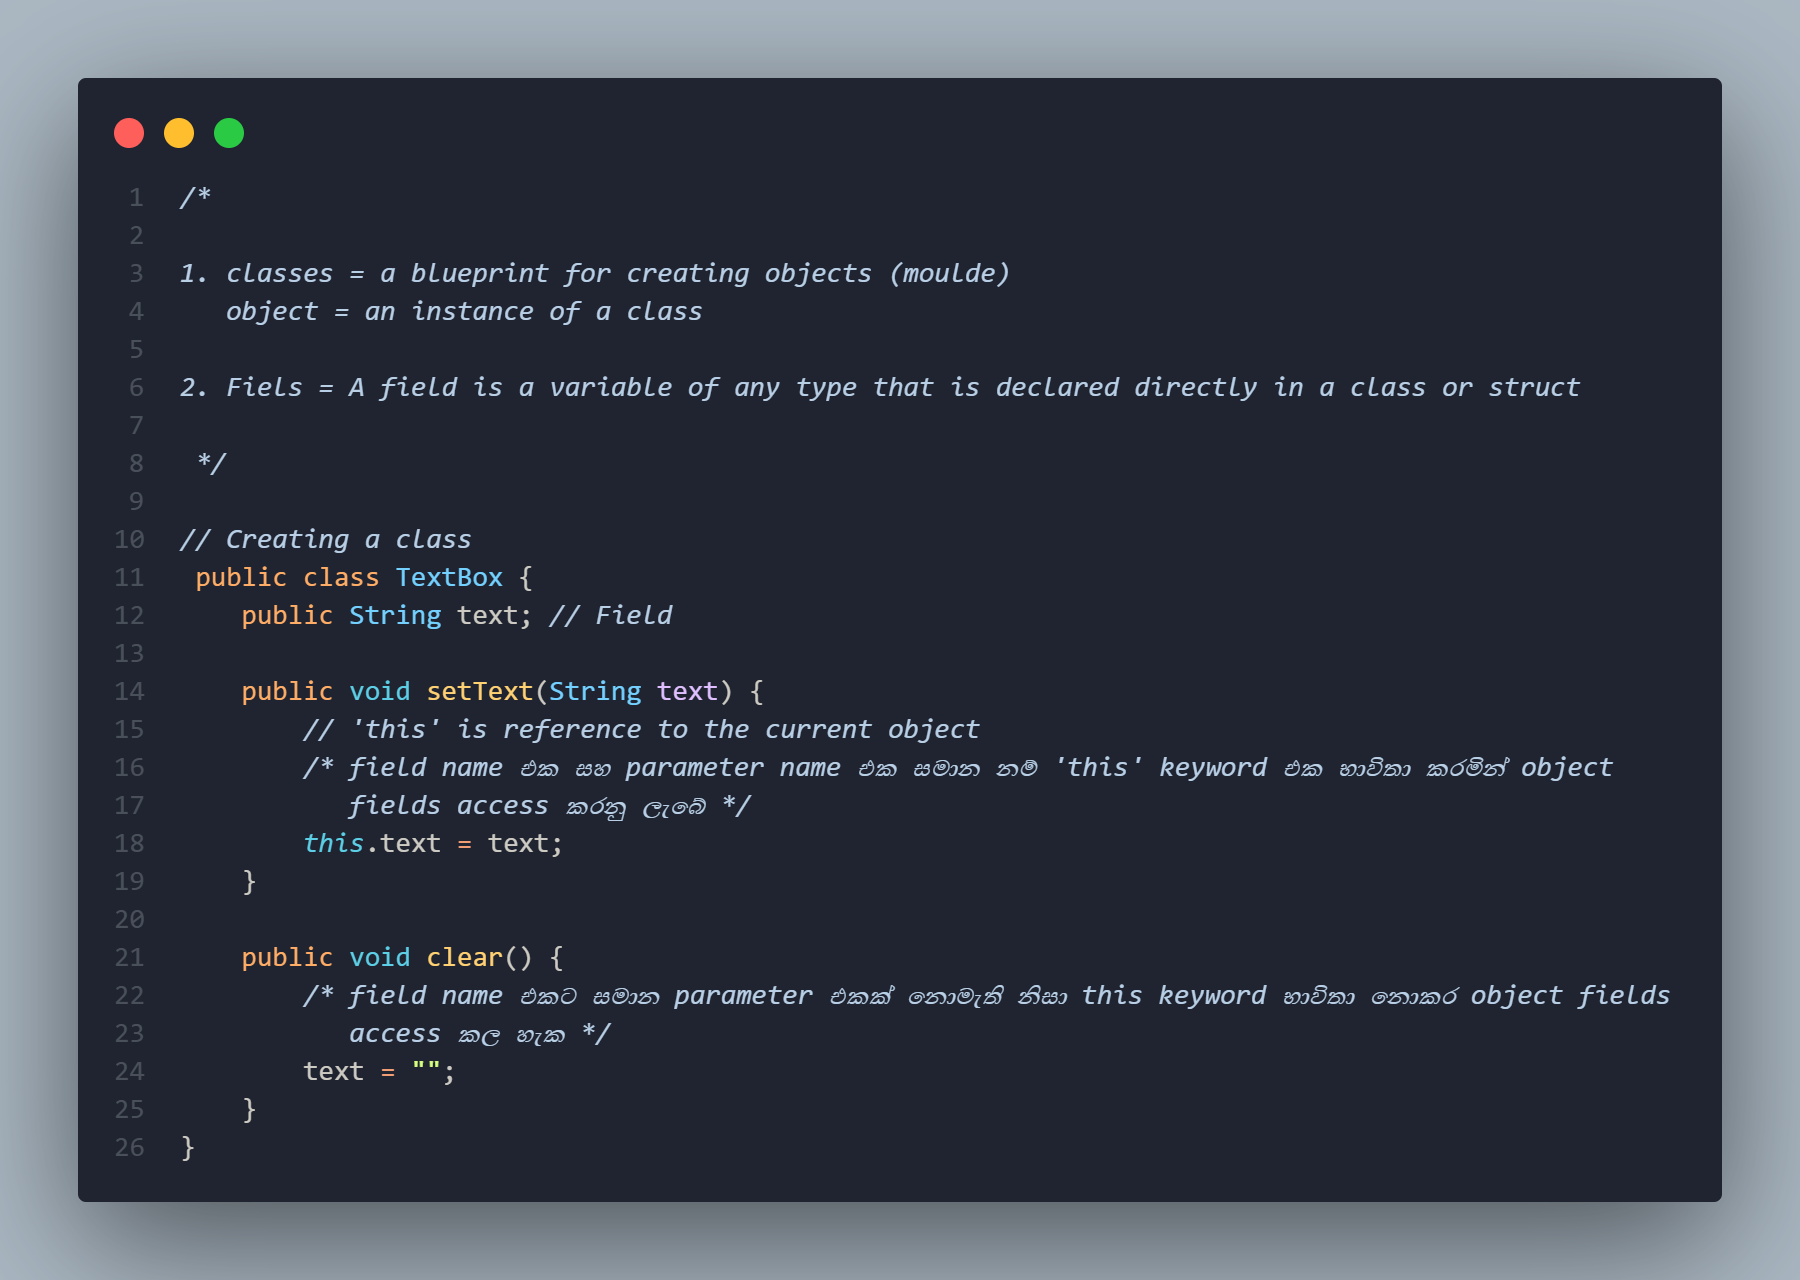 1 /*
2
3 1. classes = a blueprint for creating objects (moulde)
4 object = an instance of a class
5
6 2. Fiels = A field is a variable of any type that is declared directly in a class or struct
7
8 */
9
10 // Creating a class
11 public class TextBox {
12 public String text; // Field
13
14 public void setText(String text) {
15 // 'this' is reference to the current object
16 /* field name එක සහ parameter name එක සමාන නම් 'this' keyword එක භාවිතා කරමින් object
17 fields access කරනු ලැබේ */
18 this.text = text;
19 }
20
21 public void clear() {
22 /* field name එකට සමාන parameter එකක් නොමැති නිසා this keyword භාවිතා නොකර object fields
23 access කල හැක */
24 text = "";
25 }
26 }